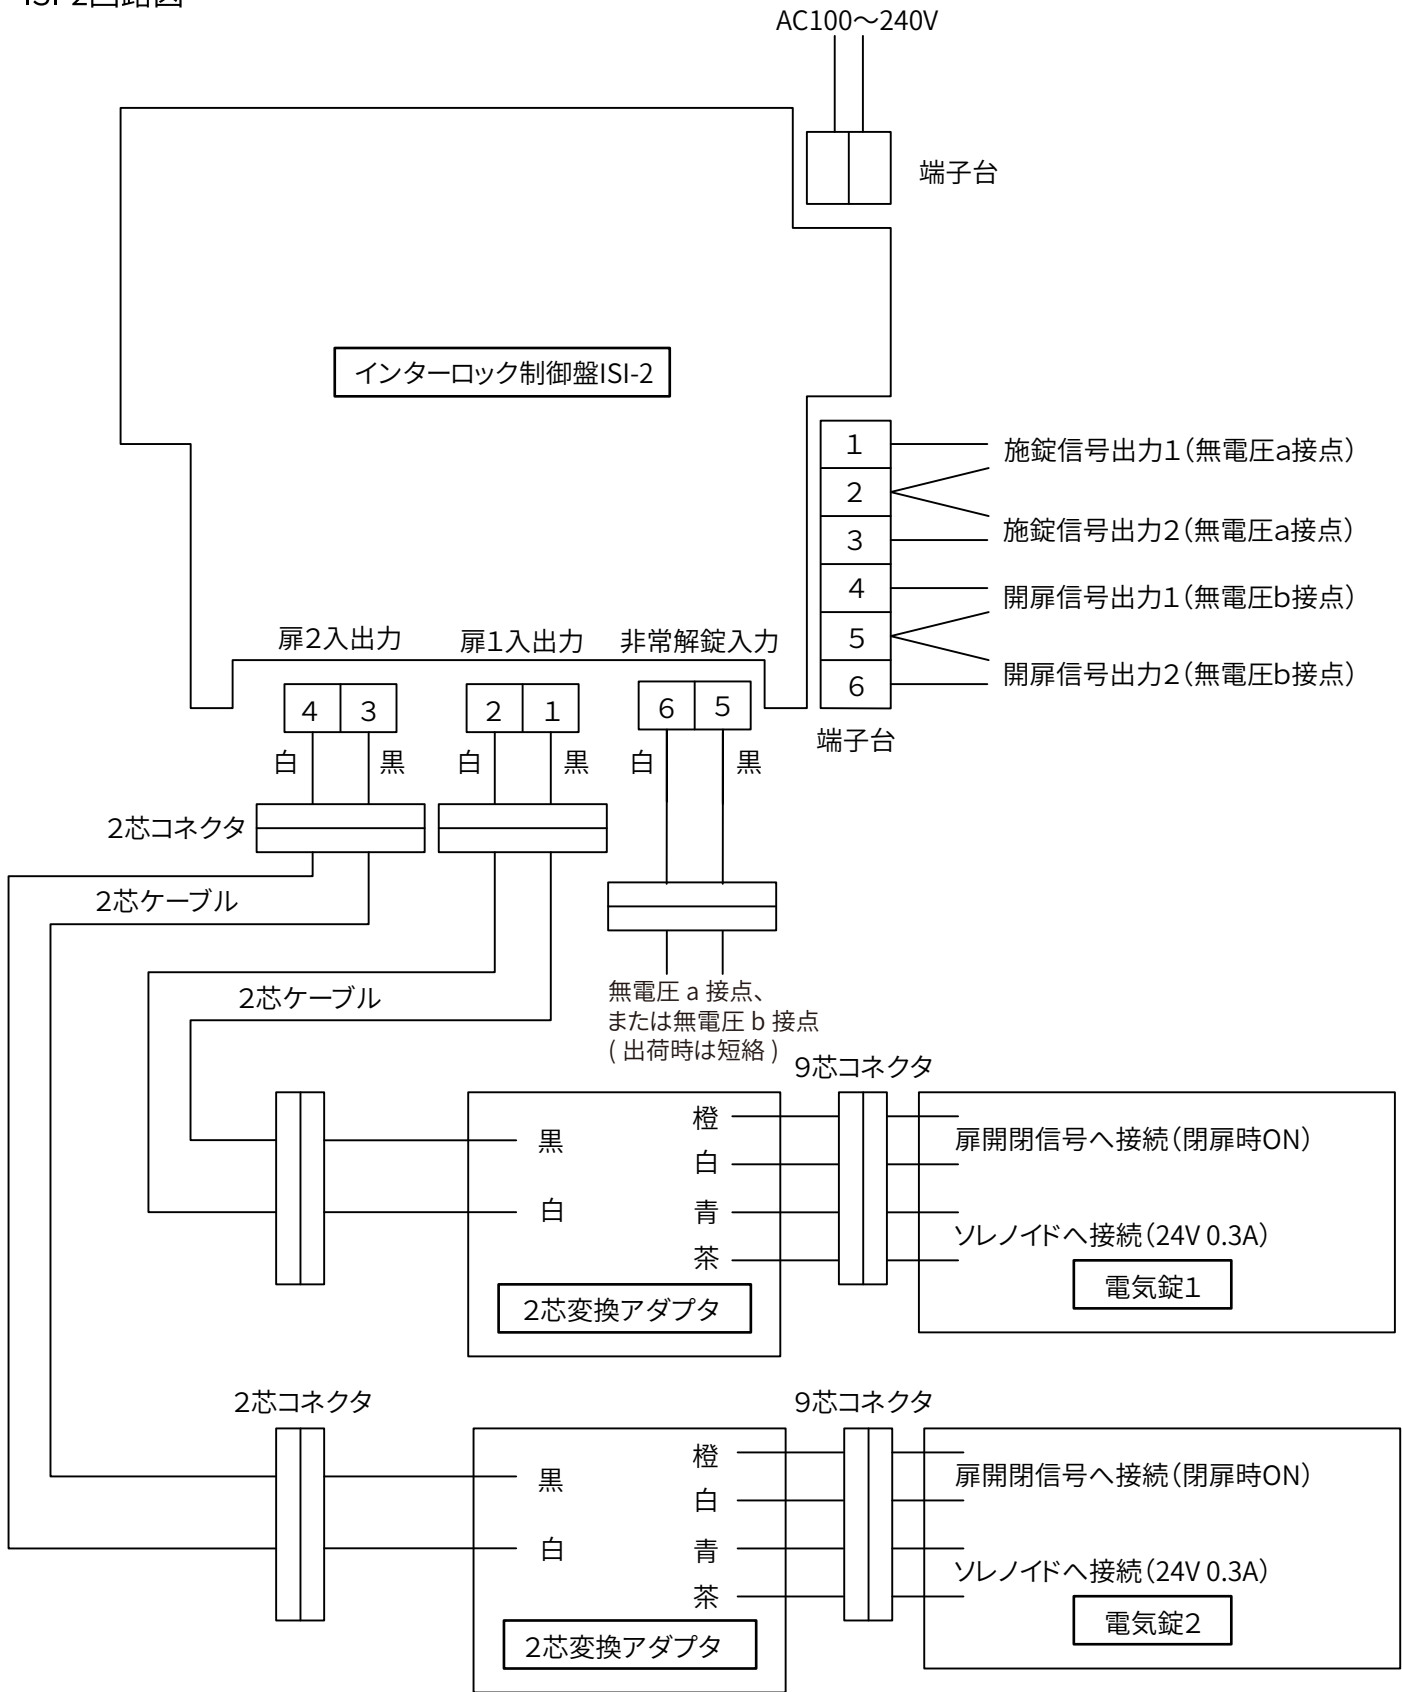 ISI-2回路図
AC100～240V
端子台
インターロック制御盤ISI-2
1
2
3
4
5
6
施錠信号出力1(無電圧a接点)
施錠信号出力2(無電圧a接点)
開扉信号出力1(無電圧b接点)
開扉信号出力2(無電圧b接点)
端子台
扉2入出力
扉1入出力
非常解錠入力
4 3
2 1
6 5
白 黒
白 黒
白 黒
2芯コネクタ
2芯ケーブル
2芯ケーブル
無電圧 a 接点、
または無電圧 b 接点
( 出荷時は短絡 )
9芯コネクタ
黒
白
橙
白
青
茶
2芯変換アダプタ
扉開閉信号へ接続(閉扉時ON)
ソレノイドへ接続(24V 0.3A)
電気錠1
2芯コネクタ
9芯コネクタ
黒
白
橙
白
青
茶
2芯変換アダプタ
扉開閉信号へ接続(閉扉時ON)
ソレノイドへ接続(24V 0.3A)
電気錠2